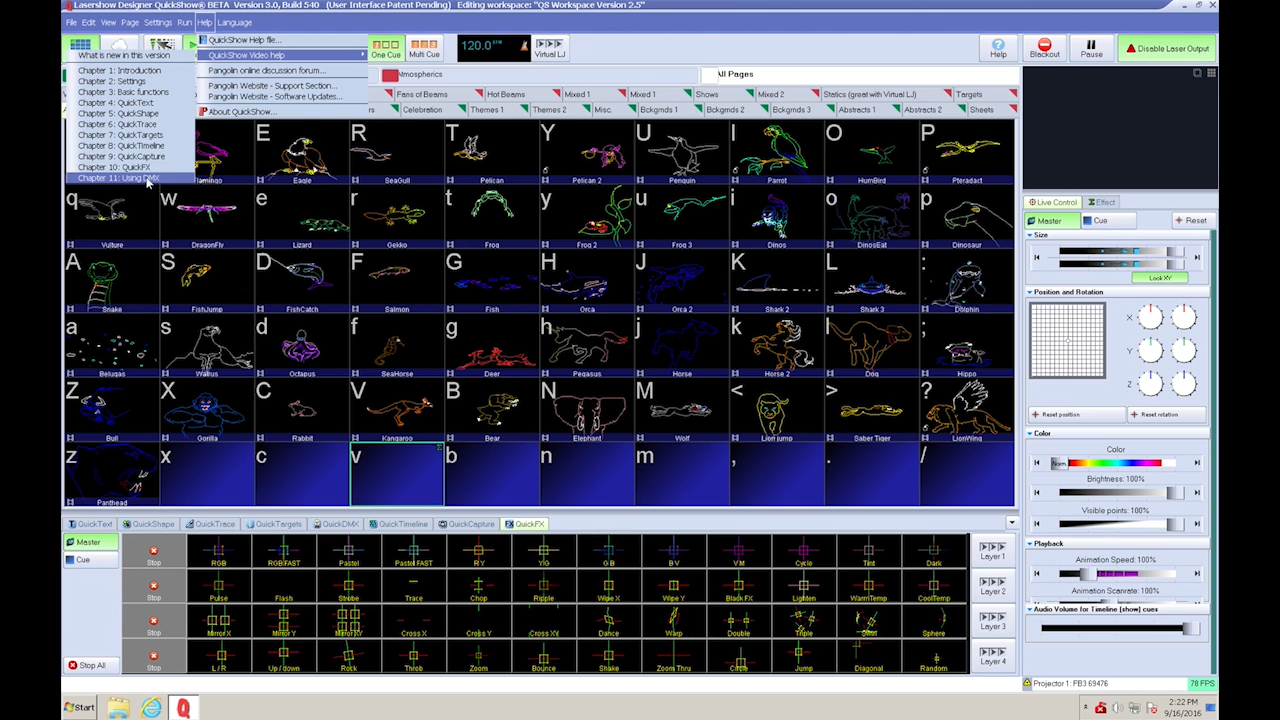 Lasershow Designer QuickShow® BETA Version 3.0, Build 540 (User Interface Patent Pending) Editing workspace: "QS Workspace Version 2.5"
File Edit View Page Settings Run Help Language
QuickShow Help file...
What is new in this version
QuickShow Video help
Chapter 1: Introduction
Chapter 2: Settings
Chapter 3: Basic functions
Chapter 4: QuickText
Chapter 5: QuickShape
Chapter 6: QuickTrace
Chapter 7: QuickTargets
Chapter 8: QuickTimeline
Chapter 9: QuickCapture
Chapter 10: QuickFX
Chapter 11: Using DMX
Pangolin online discussion forum...
Pangolin Website - Support Section...
Pangolin Website - Software Updates...
About QuickShow...
One Cue Multi Cue 120.0 Virtual LJ Help Blackout Pause Disable Laser Output
Atmospherics All Pages
Fans of Beams Hot Beams Mixed 1 Mixed 1 Shows Mixed 2 Statics (great with Virtual LJ) Targets
Celebration Themes 1 Themes 2 Misc. Bckgrnds 1 Bckgrnds 2 Bckgrnds 3 Abstracts 1 Abstracts 2 Sheets
E R T Y U I O P
Flamingo Eagle SeaGull Pelican Pelican 2 Penguin Parrot HumBird Pteradact
q w e r t y u i o p
Vulture DragonFly Lizard Gekko Frog Frog 2 Frog 3 Dinos DinosEat Dinosaur
A S D F G H J K L :
Snake FishJump FishCatch Salmon Fish Orca Orca 2 Shark 2 Shark 3 Dolphin
a s d f g h j k l ;
Belugas Walrus Octapus SeaHorse Deer Pegasus Horse Horse 2 Dog Hippo
Z X C V B N M < > ?
Bull Gorilla Rabbit Kangaroo Bear Elephant Wolf Lion jump Saber Tiger LionWing
z x c v b n m , . /
Panthead
QuickText QuickShape QuickTrace QuickTargets QuickDMX QuickTimeline QuickCapture QuickFX
Master
Cue
Stop RGB RGB FAST Pastel Pastel FAST R Y Y G G B B V V M Cycle Tint Dark Layer 1
Stop Pulse Flash Strobe Trace Chop Ripple Wipe X Wipe Y Black FX Lighten WarmTemp CoolTemp Layer 2
Stop Mirror X Mirror Y Mirror XY Cross X Cross Y Cross XY Dance Warp Double Triple Swirl Sphere Layer 3
Stop L / R Up / down Rock Throb Zoom Bounce Shake Zoom Thru Circle Jump Diagonal Random Layer 4
Stop All
Live Control Effect
Master Cue Reset
Size
Lock XY
Position and Rotation
X
Y
Z
Reset position Reset rotation
Color
Color
Norm
Brightness: 100%
Visible points: 100%
Playback
Animation Speed: 100%
Animation Scanrate: 100%
Audio Volume for Timeline (show) cues
Projector 1: FB3 69476 78 FPS
Start 2:22 PM
9/16/2016